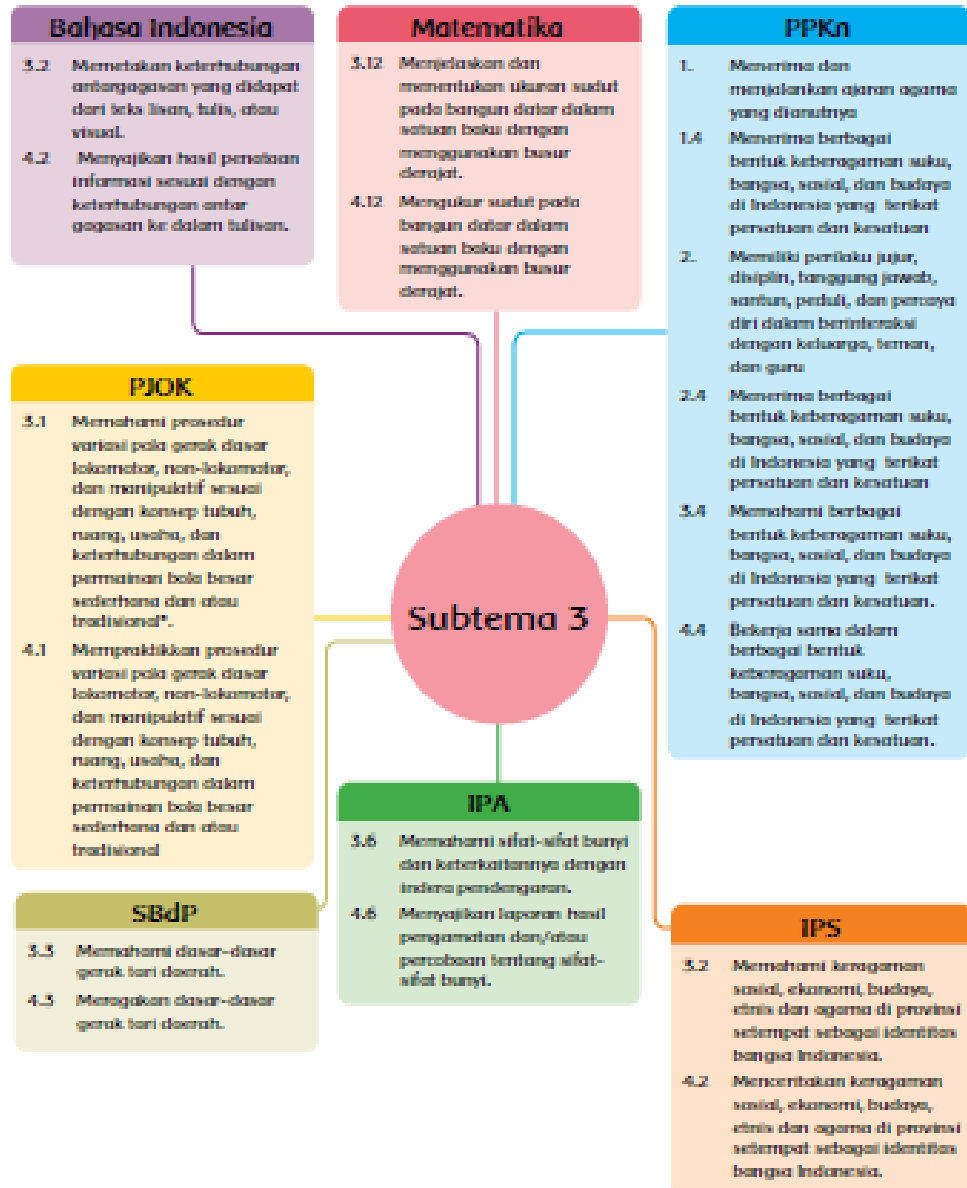 Bahasa Indonesia
3.2 Memetakan keterhubungan
antargagasan yang didapat
dari teks lisan, tulis, atau
visual.
4.2 Menyajikan hasil penataan
informasi sesuai dengan
keterhubungan antar
gagasan ke dalam tulisan.
Matematika
3.12 Menjelaskan dan
menentukan ukuran sudut
pada bangun datar dalam
satuan baku dengan
menggunakan busur
derajat.
4.12 Mengukur sudut pada
bangun datar dalam
satuan baku dengan
menggunakan busur
derajat.
PPKn
1. Menerima dan
menjalankan ajaran agama
yang dianutnya
1.4 Menerima berbagai
bentuk keberagaman suku,
bangsa, sosial, dan budaya
di Indonesia yang terikat
persatuan dan kesatuan
2. Memiliki perilaku jujur,
disiplin, tanggung jawab,
santun, peduli, dan percaya
diri dalam berinteraksi
dengan keluarga, teman,
dan guru
2.4 Menerima berbagai
bentuk keberagaman suku,
bangsa, sosial, dan budaya
di Indonesia yang terikat
persatuan dan kesatuan
3.4 Memahami berbagai
bentuk keberagaman suku,
bangsa, sosial, dan budaya
di Indonesia yang terikat
persatuan dan kesatuan.
4.4 Bekerja sama dalam
berbagai bentuk
keberagaman suku,
bangsa, sosial, dan budaya
di Indonesia yang terikat
persatuan dan kesatuan.
PJOK
3.1 Memahami prosedur
variasi pola gerak dasar
lokomotor, non-lokomotor,
dan manipulatif sesuai
dengan konsep tubuh,
ruang, usaha, dan
keterhubungan dalam
permainan bola besar
sederhana dan atau
tradisional*.
4.1 Mempraktikkan prosedur
variasi pola gerak dasar
lokomotor, non-lokomotor,
dan manipulatif sesuai
dengan konsep tubuh,
ruang, usaha, dan
keterhubungan dalam
permainan bola besar
sederhana dan atau
tradisional
Subtema 3
IPA
3.6 Memahami sifat-sifat bunyi
dan keterkaitannya dengan
indera pendengaran.
4.6 Menyajikan laporan hasil
pengamatan dan/atau
percobaan tentang sifat-
sifat bunyi.
SBdP
3.3 Memahami dasar-dasar
gerak tari daerah.
4.3 Meragakan dasar-dasar
gerak tari daerah.
IPS
3.2 Memahami keragaman
sosial, ekonomi, budaya,
etnis dan agama di provinsi
setempat sebagai identitas
bangsa Indonesia.
4.2 Menceritakan keragaman
sosial, ekonomi, budaya,
etnis dan agama di provinsi
setempat sebagai identitas
bangsa Indonesia.